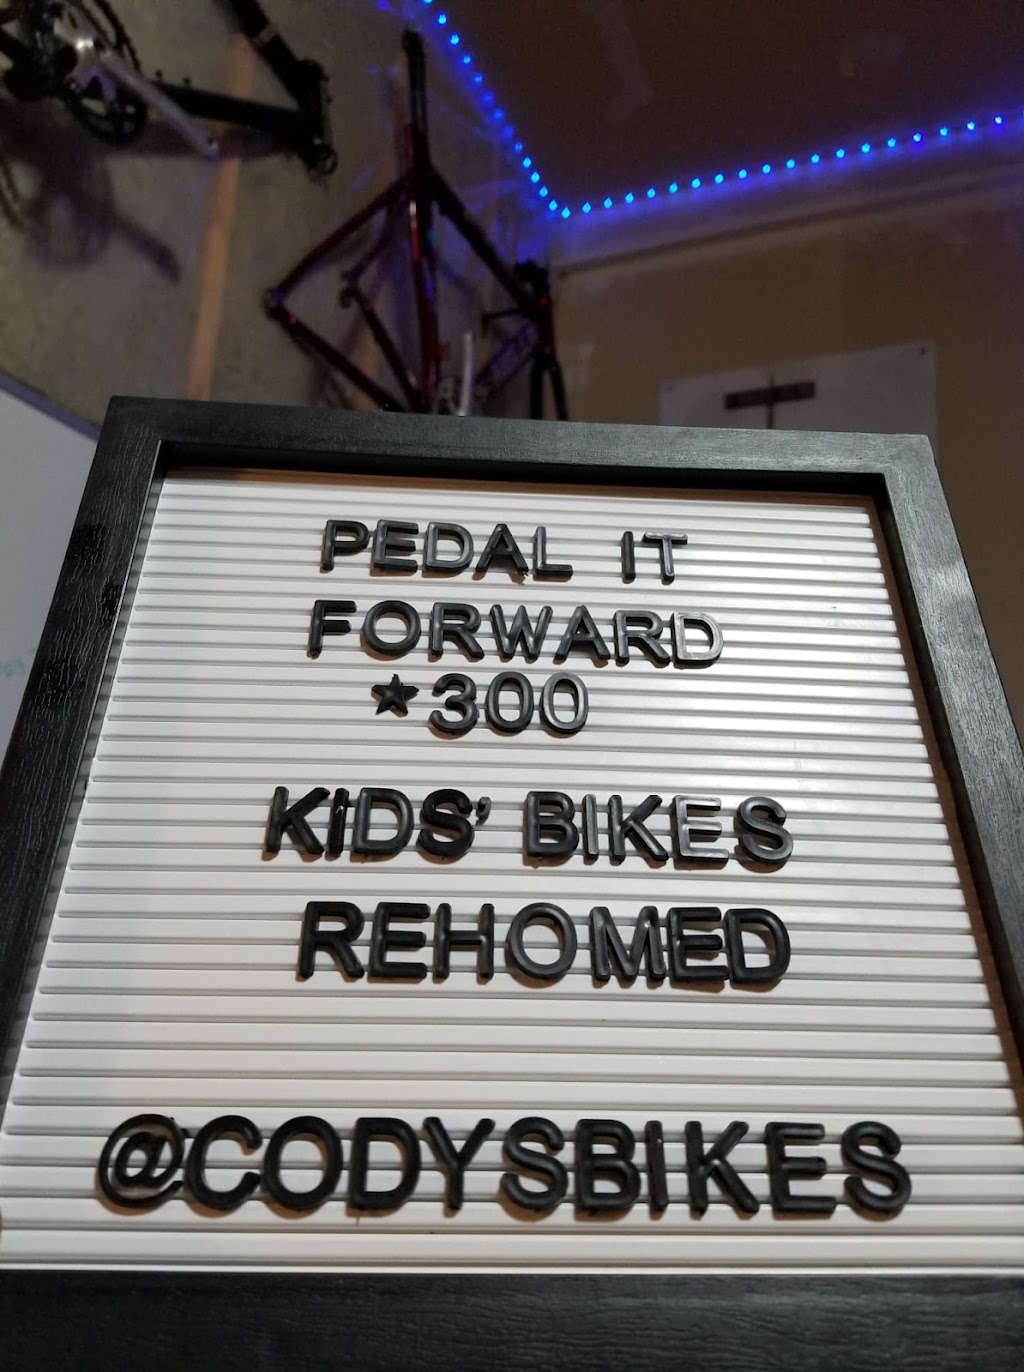 PEDAL IT
FORWARD
★300
KIDS' BIKES
REHOMED
@CODYSBIKES